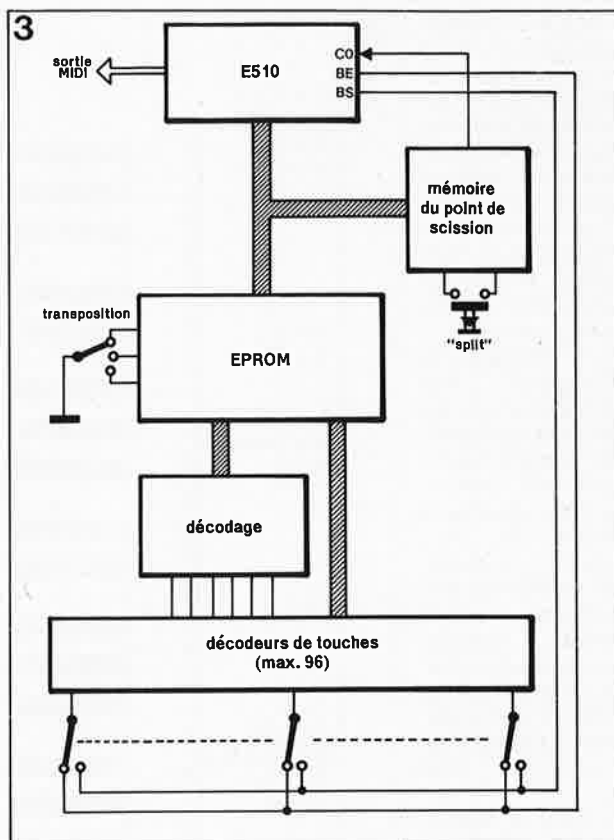 3
sortie
MIDI
E510
CO
BE
BS
mémoire
du point de
scission
"split"
transposition
EPROM
décodage
décodeurs de touches
(max. 96)